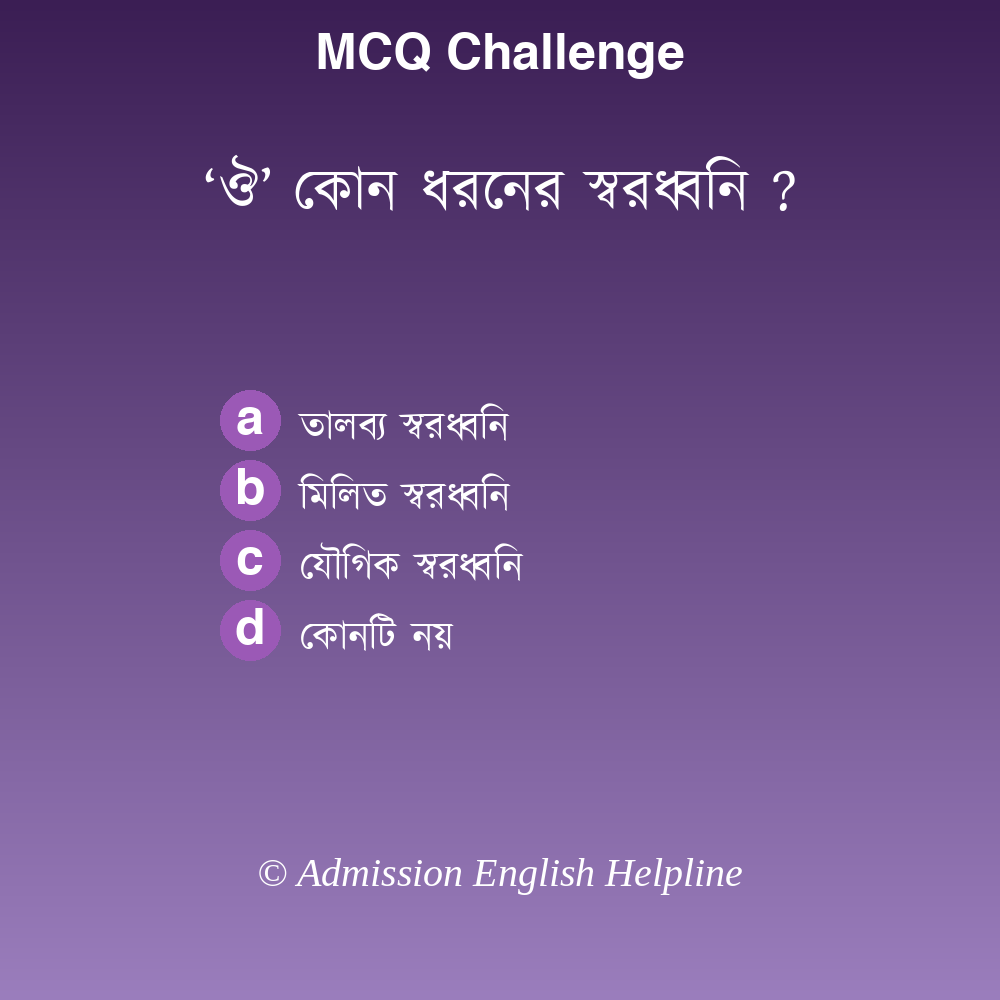 MCQ Challenge
‘ঔ’ কোন ধরনের স্বরধ্বনি ?
a তালব্য স্বরধ্বনি
b মিলিত স্বরধ্বনি
c যৌগিক স্বরধ্বনি
d কোনটি নয়
© Admission English Helpline